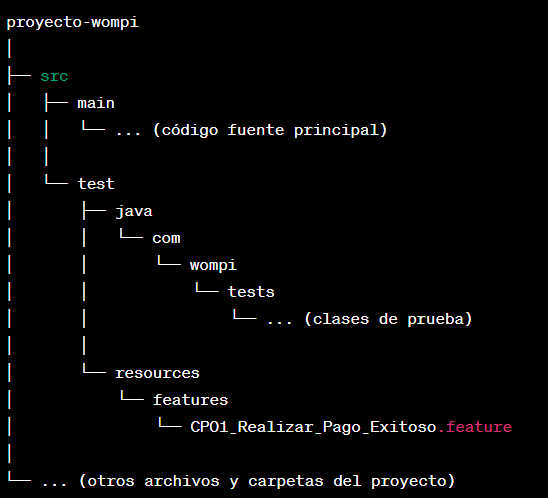 proyecto-wompi
│
├── src
│   ├── main
│   │   └── ... (código fuente principal)
│   │
│   └── test
│       ├── java
│       │   └── com
│       │       └── wompi
│       │           └── tests
│       │               └── ... (clases de prueba)
│       │
│       └── resources
│           └── features
│               └── CPO1_Realizar_Pago_Exitoso.feature
│
└── ... (otros archivos y carpetas del proyecto)